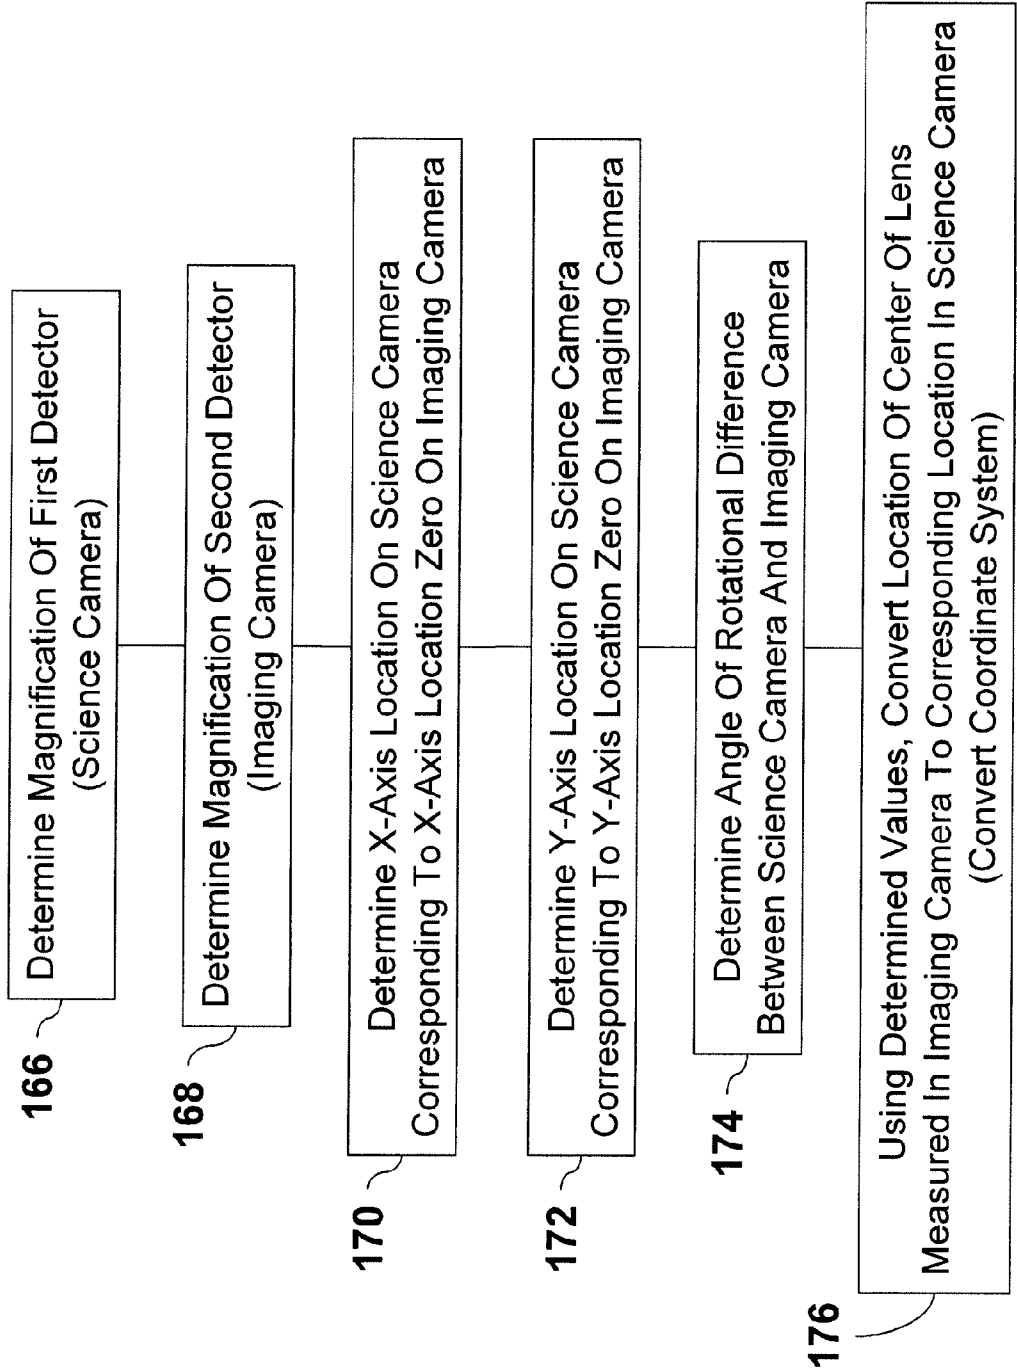 166
Determine Magnification Of First Detector
(Science Camera)
168
Determine Magnification Of Second Detector
(Imaging Camera)
170
Determine X-Axis Location On Science Camera
Corresponding To X-Axis Location Zero On Imaging Camera
172
Determine Y-Axis Location On Science Camera
Corresponding To Y-Axis Location Zero On Imaging Camera
174
Determine Angle Of Rotational Difference
Between Science Camera And Imaging Camera
176
Using Determined Values, Convert Location Of Center Of Lens
Measured In Imaging Camera To Corresponding Location In Science Camera
(Convert Coordinate System)